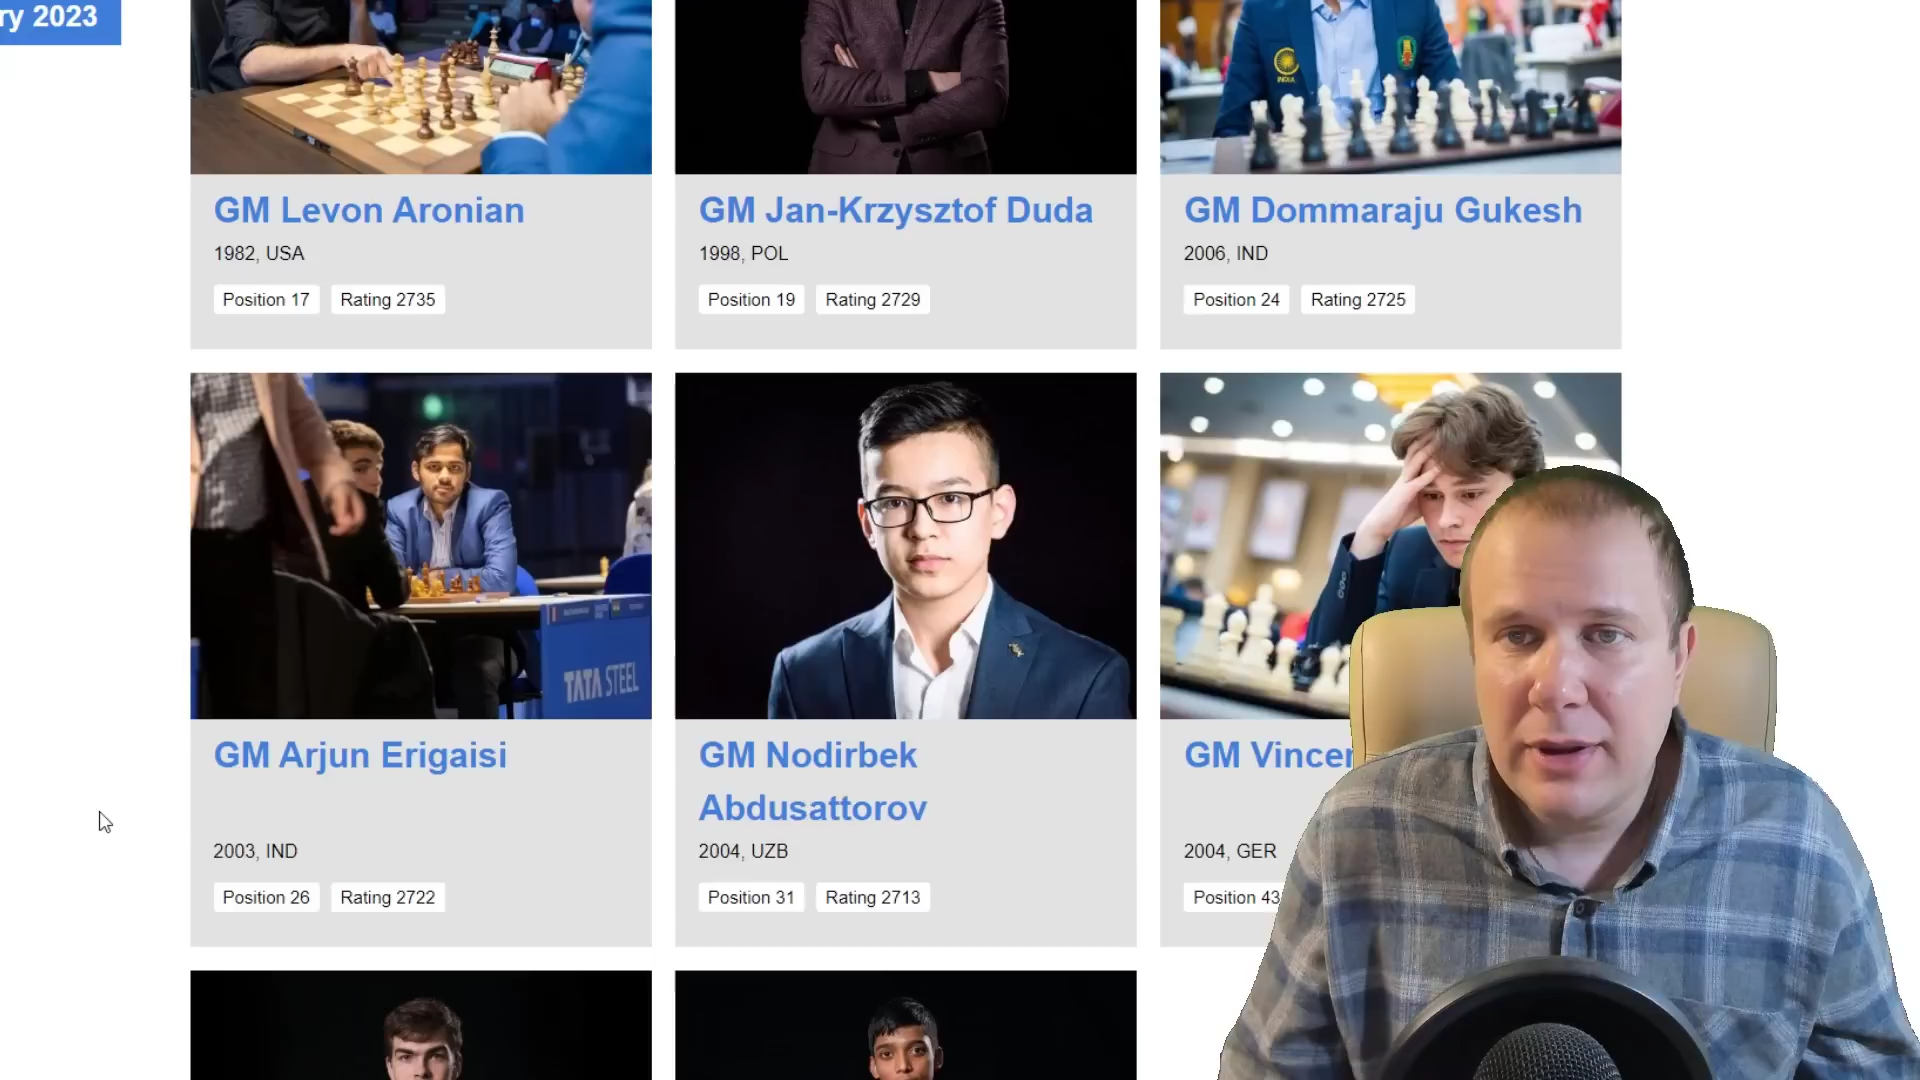 ry 2023
INDIA
GM Levon Aronian
1982, USA
Position 17 Rating 2735
GM Jan-Krzysztof Duda
1998, POL
Position 19 Rating 2729
GM Dommaraju Gukesh
2006, IND
Position 24 Rating 2725
TATA STEEL
GM Arjun Erigaisi
2003, IND
Position 26 Rating 2722
GM Nodirbek
Abdusattorov
2004, UZB
Position 31 Rating 2713
GM Vincen
2004, GER
Position 43